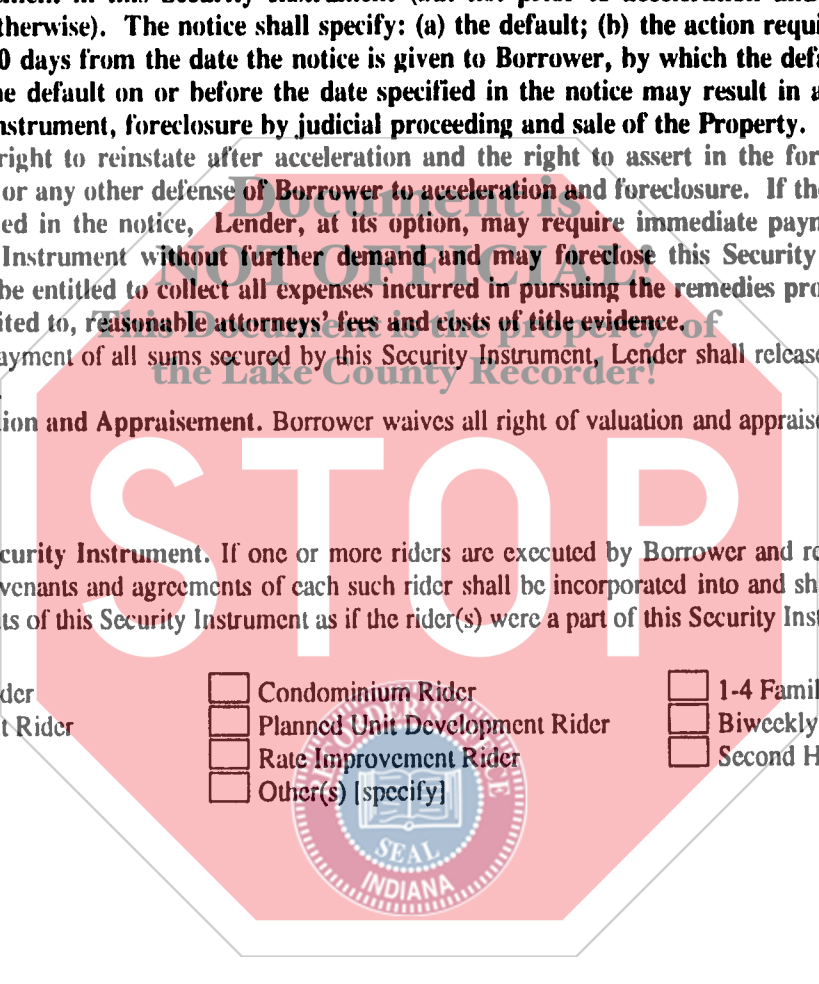 therwise). The notice shall specify: (a) the default; (b) the action requi
0 days from the date the notice is given to Borrower, by which the defa
he default on or before the date specified in the notice may result in a
nstrument, foreclosure by judicial proceeding and sale of the Property.
right to reinstate after acceleration and the right to assert in the for
or any other defense of Borrower to acceleration and foreclosure. If the
Document is
ed in the notice, Lender, at its option, may require immediate paym
Instrument without further demand and may foreclose this Security
NOT OFFICIAL!
be entitled to collect all expenses incurred in pursuing the remedies pro
ited to, reasonable attorneys' fees and costs of title evidence.
This Document is the property of
ayment of all sums secured by this Security Instrument, Lender shall release
the Lake County Recorder!
ion and Appraisement. Borrower waives all right of valuation and appraise
STOP
curity Instrument. If one or more riders are executed by Borrower and re
venants and agreements of each such rider shall be incorporated into and sh
ts of this Security Instrument as if the rider(s) were a part of this Security Inst
der Condominium Rider 1-4 Famil
t Rider Planned Unit Development Rider Biweekly
Rate Improvement Rider Second H
Other(s) [specify]
RECORDER'S OFFICE
SEAL
INDIANA